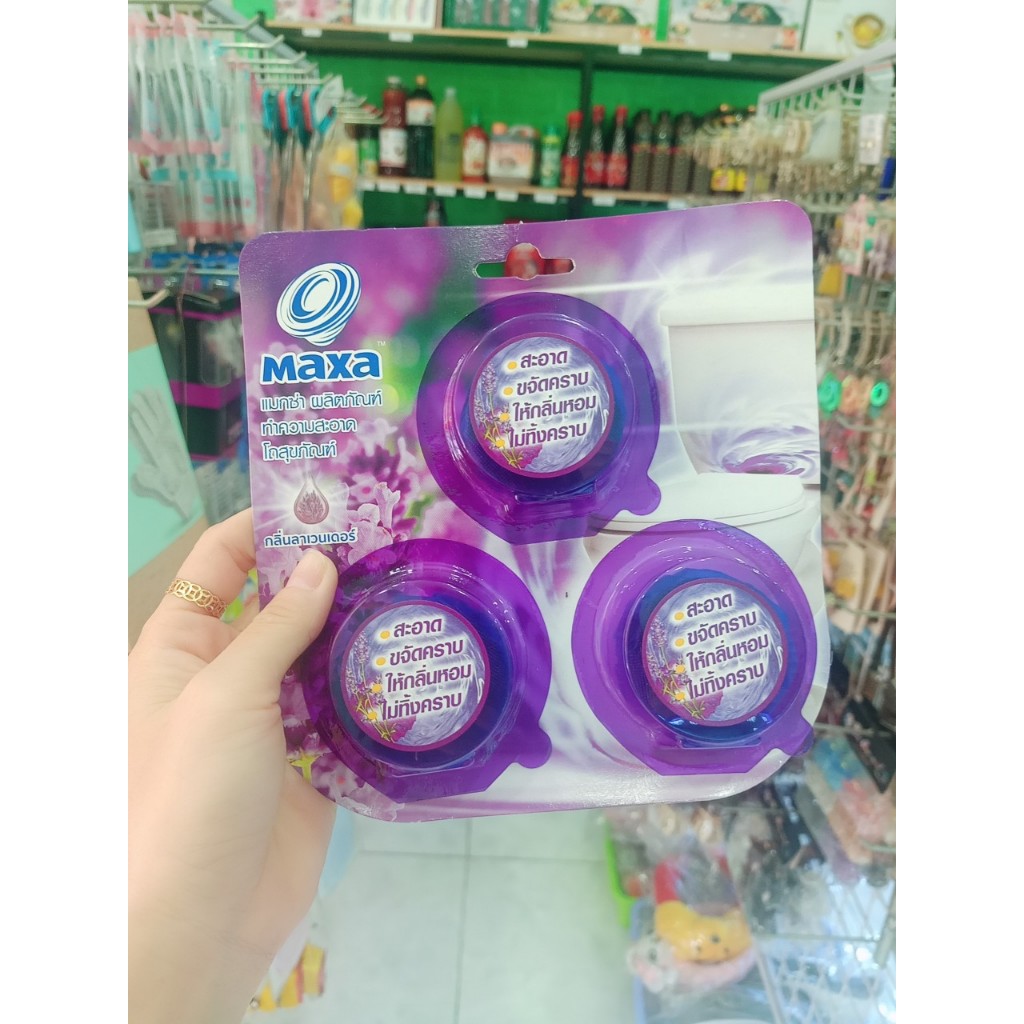 Maxa™
แมกซ่า ผลิตภัณฑ์
ทำความสะอาด
โถสุขภัณฑ์
กลิ่นลาเวนเดอร์
สะอาด
ขจัดคราบ
ให้กลิ่นหอม
ไม่ทิ้งคราบ
สะอาด
ขจัดคราบ
ให้กลิ่นหอม
ไม่ทิ้งคราบ
สะอาด
ขจัดคราบ
ให้กลิ่นหอม
ไม่ทิ้งคราบ